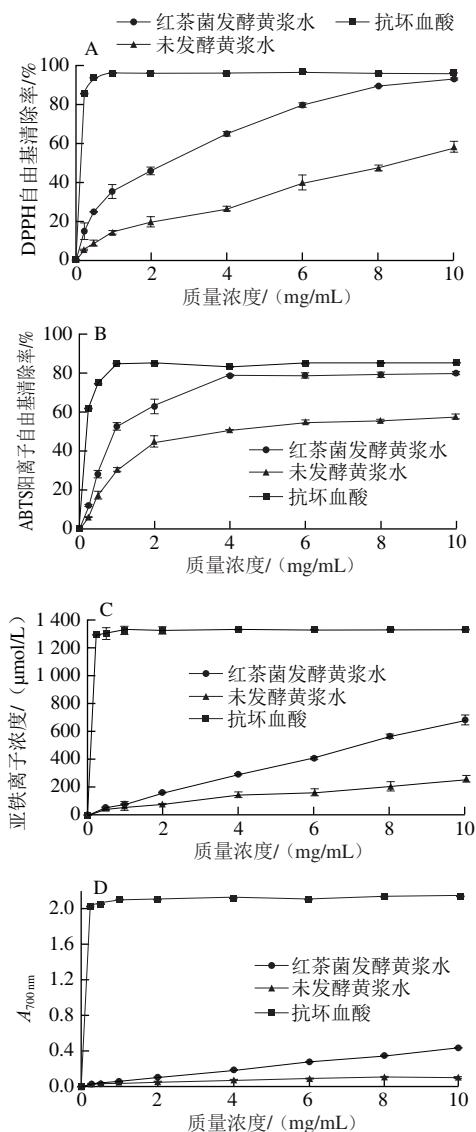 红茶菌发酵黄浆水 抗坏血酸
未发酵黄浆水
A
DPPH自由基清除率/%
100
80
60
40
20
0
0 2 4 6 8 10
质量浓度/(mg/mL)
B
ABTS阳离子自由基清除率/%
100
80
60
40
20
0
红茶菌发酵黄浆水
未发酵黄浆水
抗坏血酸
0 2 4 6 8 10
质量浓度/(mg/mL)
C
亚铁离子浓度/(μmol/L)
1 400
1 200
1 000
800
600
400
200
0
红茶菌发酵黄浆水
未发酵黄浆水
抗坏血酸
0 2 4 6 8 10
质量浓度/(mg/mL)
D
A700 nm
2.0
1.6
1.2
0.8
0.4
0.0
红茶菌发酵黄浆水
未发酵黄浆水
抗坏血酸
0 2 4 6 8 10
质量浓度/(mg/mL)